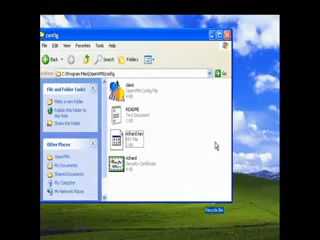 config
File Edit View Favorites Tools Help
Back Search Folders
C:\Program Files\OpenVPN\config
Go
File and Folder Tasks
Make a new folder
Publish this folder to the Web
Share this folder
Other Places
OpenVPN
My Documents
Shared Documents
My Computer
My Network Places
client
OpenVPN Config File
4 KB
README
Text Document
1 KB
richard.key
KEY File
1 KB
richard
Security Certificate
4 KB
Recycle Bin